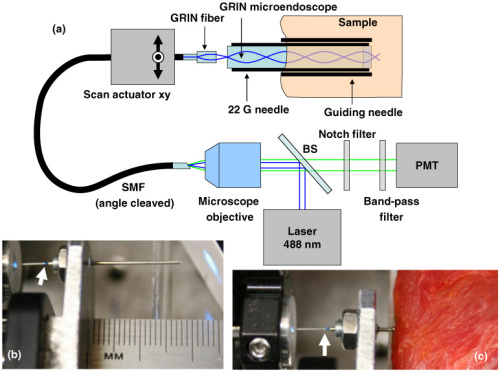 (a)
GRIN fiber
GRIN microendoscope
Sample
Scan actuator xy
22 G needle
Guiding needle
SMF
(angle cleaved)
Microscope
objective
BS
Notch filter
PMT
Band-pass
filter
Laser
488 nm
(b)
MM
(c)